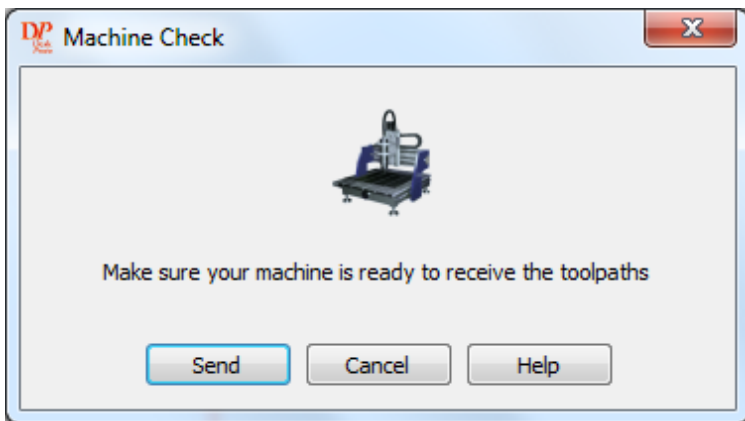 DP
Machine Check
Make sure your machine is ready to receive the toolpaths
Send
Cancel
Help